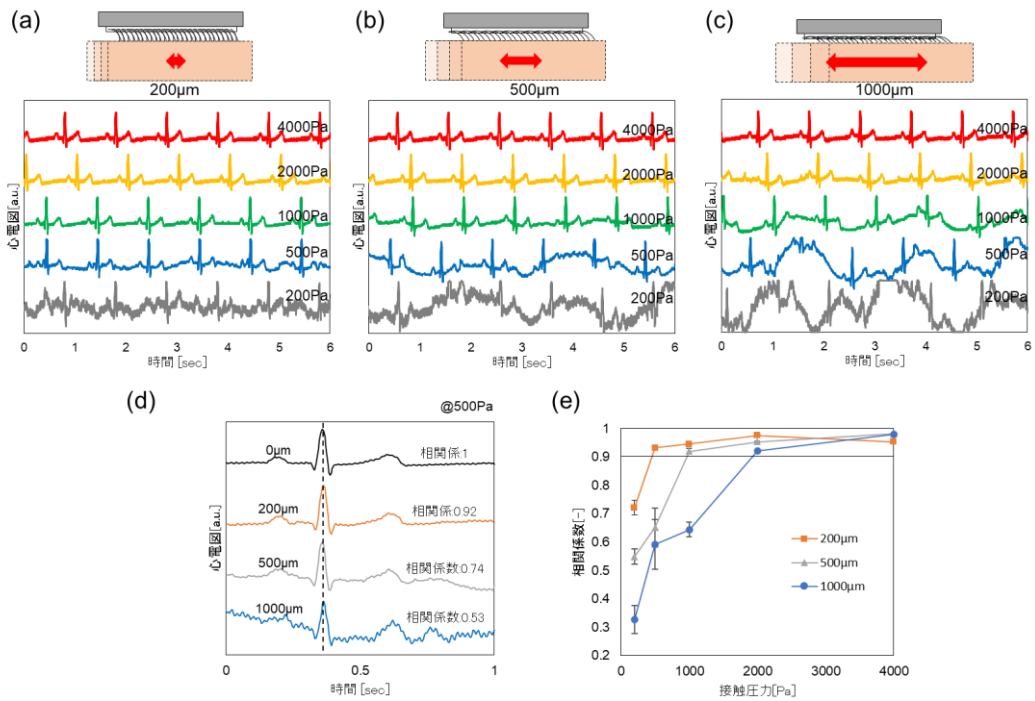 (a)
200μm
4000Pa
2000Pa
1000Pa
500Pa
200Pa
心電図[a.u.]
0 1 2 3 4 5 6
時間[sec]
(b)
500μm
4000Pa
2000Pa
1000Pa
500Pa
200Pa
心電図[a.u.]
0 1 2 3 4 5 6
時間[sec]
(c)
1000μm
4000Pa
2000Pa
1000Pa
500Pa
200Pa
心電図[a.u.]
0 1 2 3 4 5 6
時間[sec]
(d)
@500Pa
0μm 相関係1
200μm 相関係0.92
500μm 相関係数0.74
1000μm 相関係数0.53
心電図[a.u.]
0 0.5 1
時間[sec]
(e)
1
0.9
0.8
0.7
0.6
0.5
0.4
0.3
0.2
相関係数[-]
200μm
500μm
1000μm
0 1000 2000 3000 4000
接触圧力[Pa]